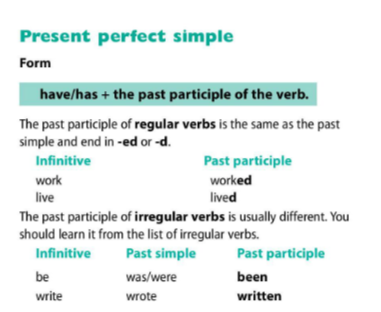 Present perfect simple
Form
have/has + the past participle of the verb.
The past participle of regular verbs is the same as the past
simple and end in -ed or -d.
Infinitive Past participle
work worked
live lived
The past participle of irregular verbs is usually different. You
should learn it from the list of irregular verbs.
Infinitive Past simple Past participle
be was/were been
write wrote written